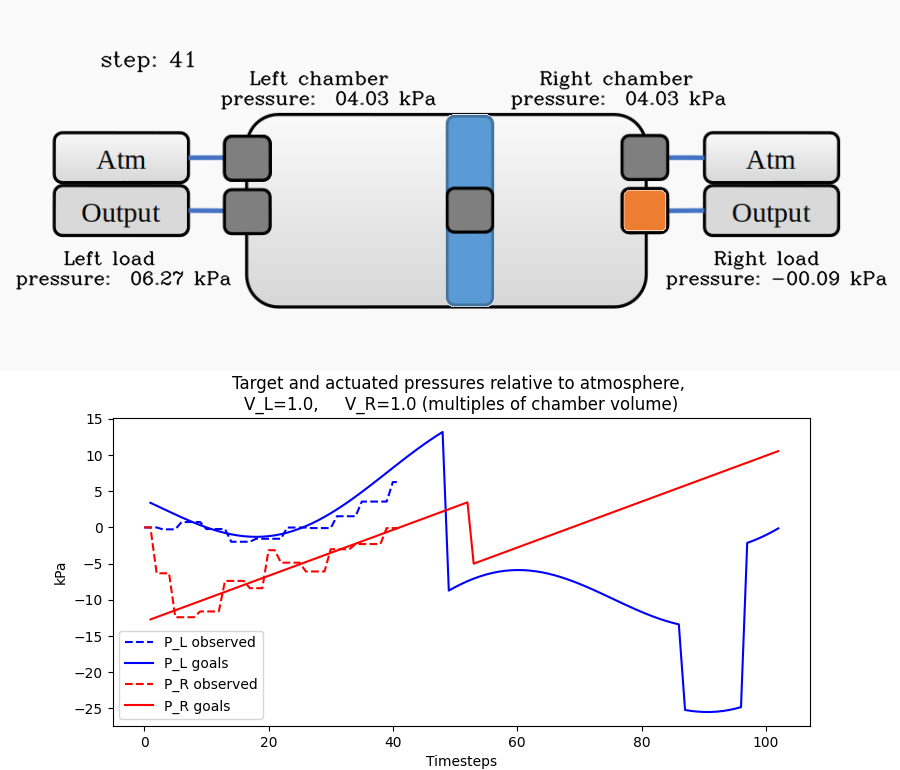 step: 41
Left chamber
pressure: 04.03 kPa
Right chamber
pressure: 04.03 kPa
Atm
Output
Atm
Output
Left load
pressure: 06.27 kPa
Right load
pressure: −00.09 kPa
Target and actuated pressures relative to atmosphere,
V_L=1.0, V_R=1.0 (multiples of chamber volume)
15
10
5
0
−5
−10
−15
−20
−25
kPa
P_L observed
P_L goals
P_R observed
P_R goals
0 20 40 60 80 100
Timesteps